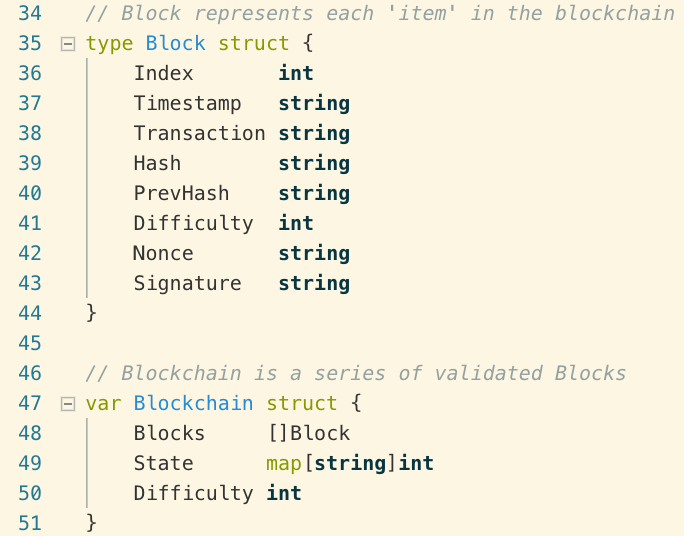 34 // Block represents each 'item' in the blockchain
35 type Block struct {
36     Index       int
37     Timestamp   string
38     Transaction string
39     Hash        string
40     PrevHash    string
41     Difficulty  int
42     Nonce       string
43     Signature   string
44 }
45
46 // Blockchain is a series of validated Blocks
47 var Blockchain struct {
48     Blocks     []Block
49     State      map[string]int
50     Difficulty int
51 }